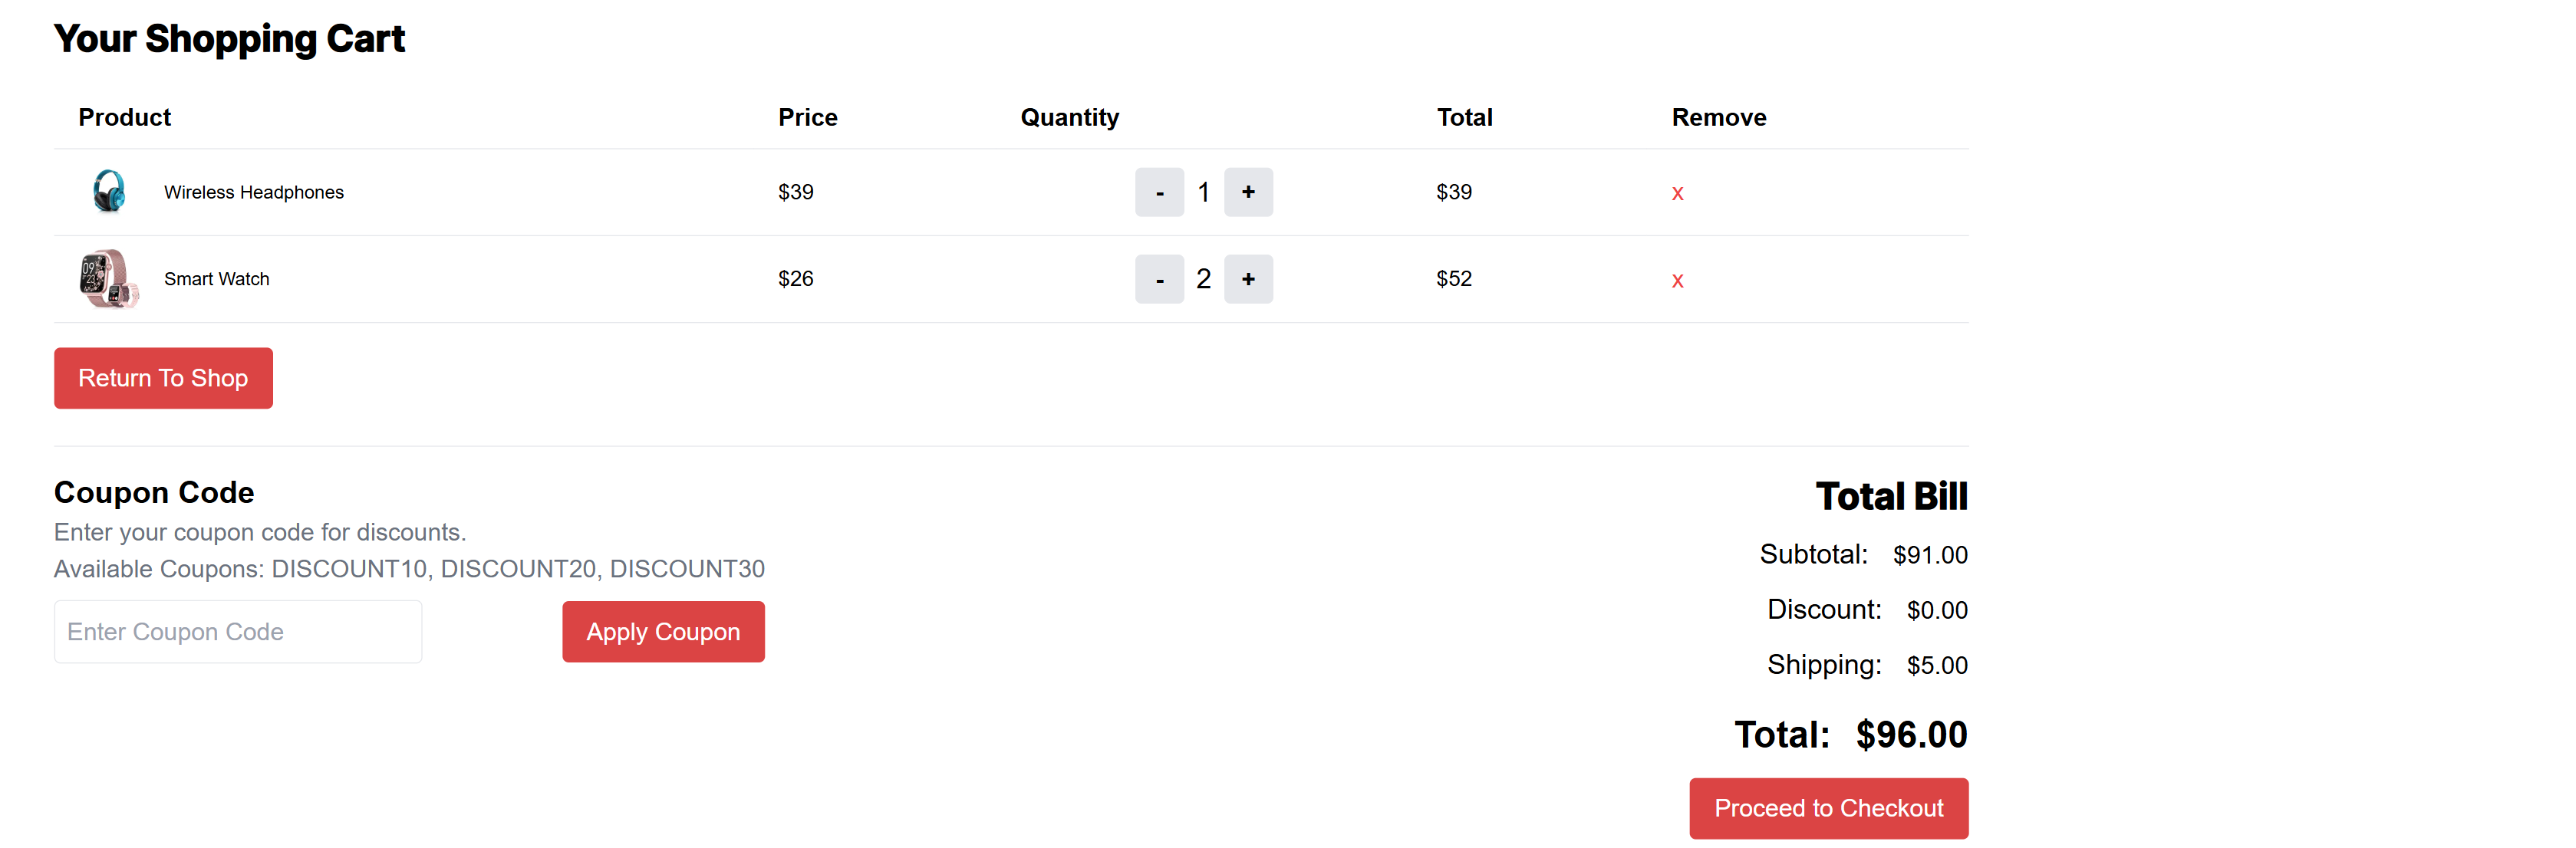 Your Shopping Cart
Product Price Quantity Total Remove
Wireless Headphones $39 - 1 + $39 x
Smart Watch $26 - 2 + $52 x
Return To Shop
Coupon Code
Enter your coupon code for discounts.
Available Coupons: DISCOUNT10, DISCOUNT20, DISCOUNT30
Enter Coupon Code Apply Coupon
Total Bill
Subtotal: $91.00
Discount: $0.00
Shipping: $5.00
Total: $96.00
Proceed to Checkout